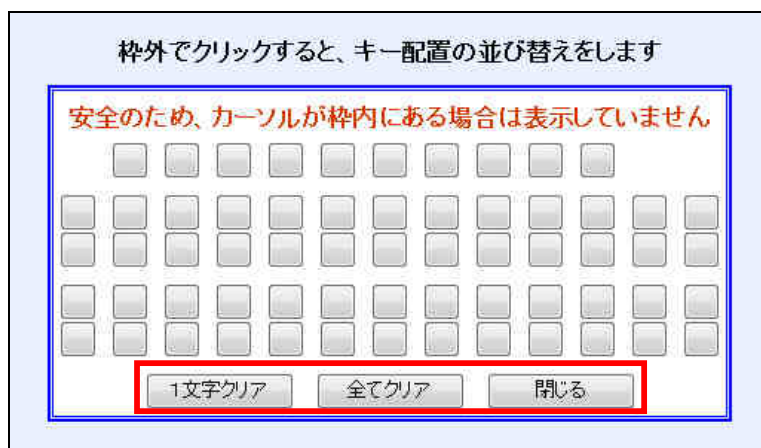 枠外でクリックすると、キー配置の並び替えをします
安全のため、カーソルが枠内にある場合は表示していません
1文字クリア 全てクリア 閉じる